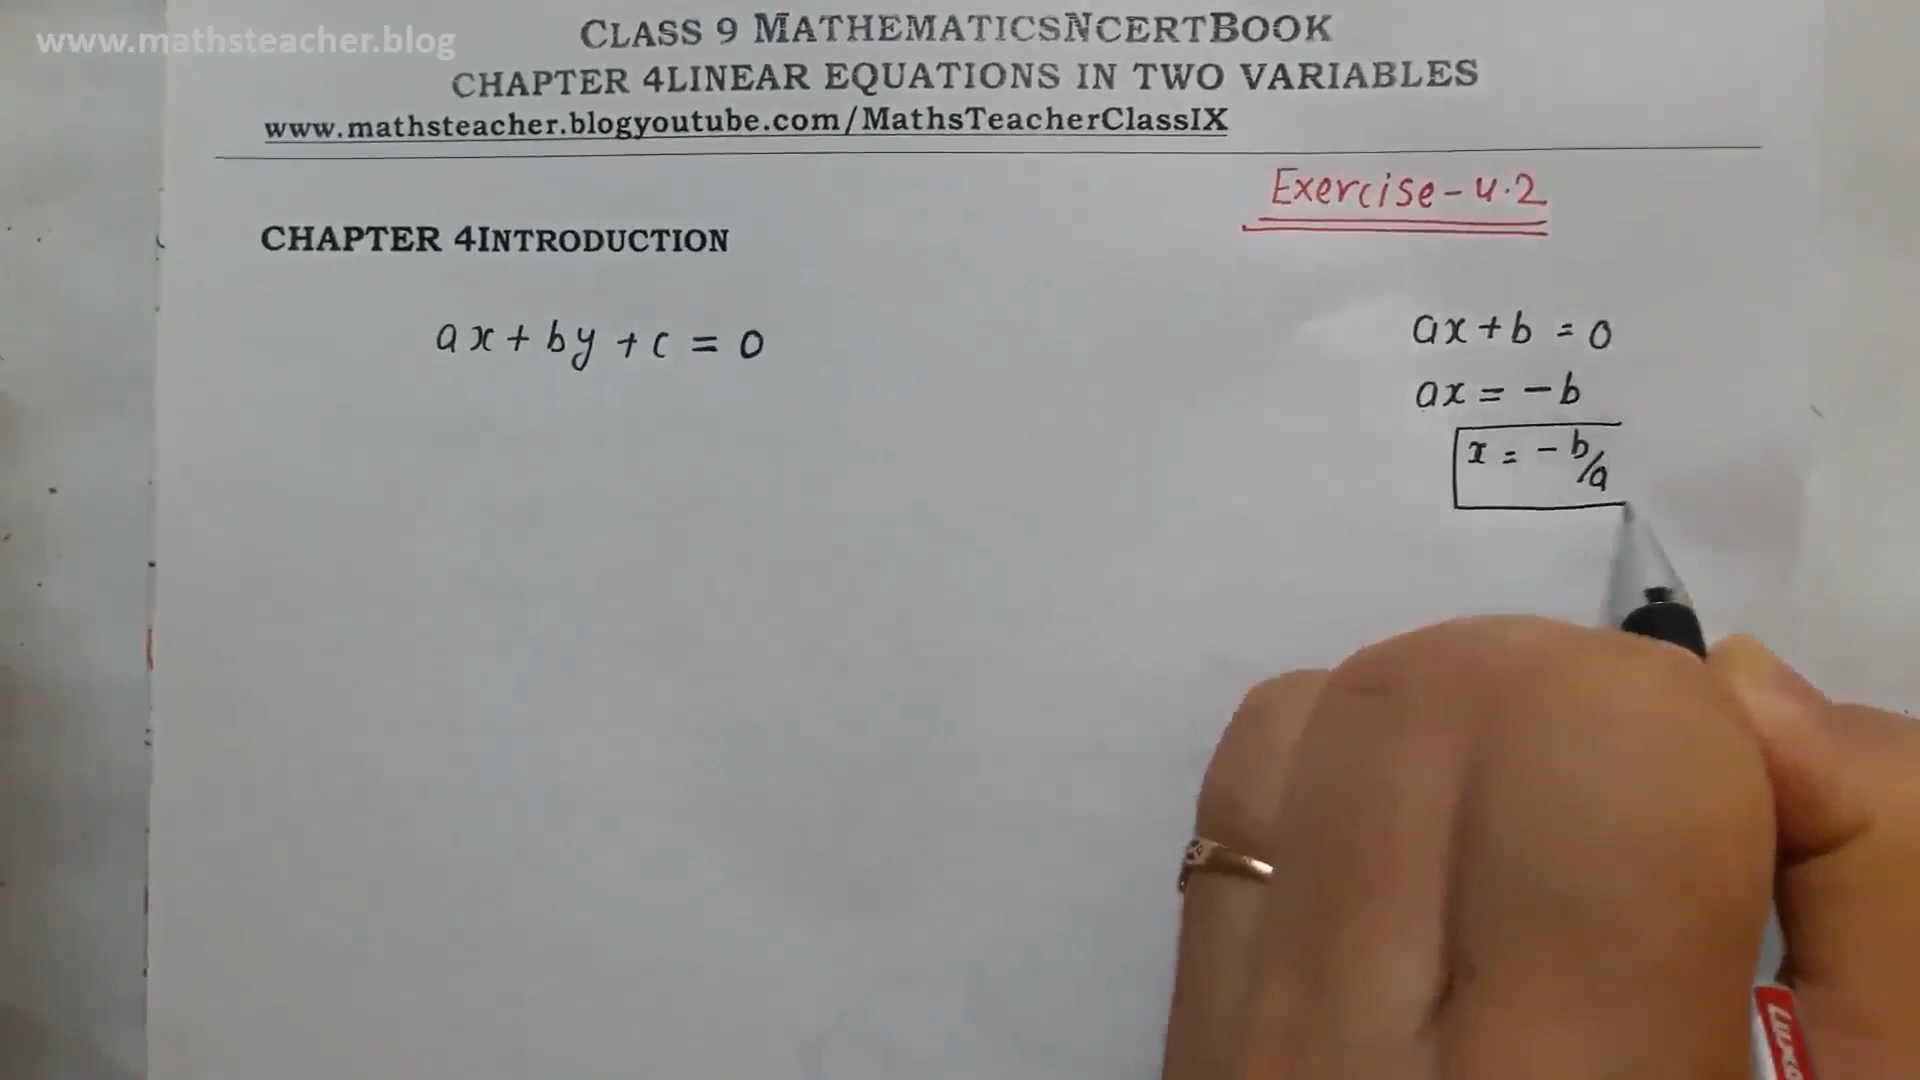 www.mathsteacher.blog
CLASS 9 MATHEMATICSNCERTBOOK
CHAPTER 4LINEAR EQUATIONS IN TWO VARIABLES
www.mathsteacher.blogyoutube.com/MathsTeacherClassIX
Exercise-4.2
CHAPTER 4INTRODUCTION
ax+by+c=0
ax+b=0
ax=-b
x=-b/a